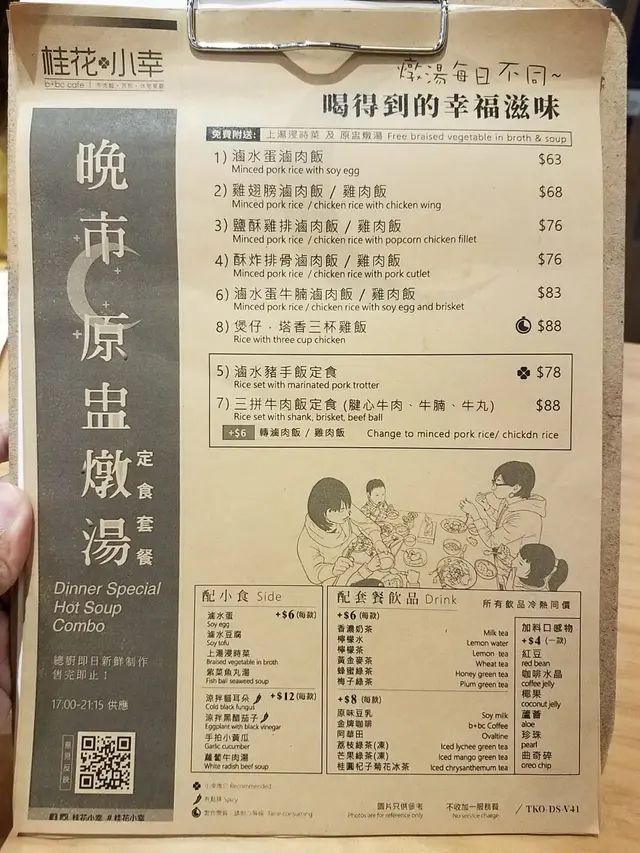 桂花小幸
b+bc cafe
燉湯每日不同~
喝得到的幸福滋味
免費附送: 上湯浸時菜 及 原盅燉湯 Free braised vegetable in broth & soup
1) 滷水蛋滷肉飯 $63
Minced pork rice with soy egg
2) 雞翅膀滷肉飯 / 雞肉飯 $68
Minced pork rice / chicken rice with chicken wing
3) 鹽酥雞排滷肉飯 / 雞肉飯 $76
Minced pork rice / chicken rice with popcorn chicken fillet
4) 酥炸排骨滷肉飯 / 雞肉飯 $76
Minced pork rice / chicken rice with pork cutlet
6) 滷水蛋牛腩滷肉飯 / 雞肉飯 $83
Minced pork rice / chicken rice with soy egg and brisket
8) 煲仔．塔香三杯雞飯 $88
Rice with three cup chicken
5) 滷水豬手飯定食 $78
Rice set with marinated pork trotter
7) 三拼牛肉飯定食 (腱心牛肉、牛腩、牛丸) $88
Rice set with shank, brisket, beef ball
+$6 轉滷肉飯 / 雞肉飯 Change to minced pork rice/ chickdn rice
晚市原盅燉湯
定食套餐
Dinner Special
Hot Soup
Combo
總廚即日新鮮制作
售完即止！
17:00-21:15 供應
意見反映
桂花小幸 # 桂花小幸
配小食 Side
滷水蛋 +$6 (每款)
Soy egg
滷水豆腐
Soy tofu
上湯浸時菜
Braised vegetable in broth
紫菜魚丸湯
Fish ball seaweed soup
涼拌貓耳朵 +$12 (每款)
Cold black fungus
涼拌黑醋茄子
Eggplant with black vinegar
手拍小黃瓜
Garlic cucumber
蘿蔔牛肉湯
White radish beef soup
配套餐飲品 Drink 所有飲品冷熱同價
+$6 (每款)
香濃奶茶 Milk tea
檸檬水 Lemon water
檸檬茶 Lemon tea
黃金麥茶 Wheat tea
蜂蜜綠茶 Honey green tea
梅子綠茶 Plum green tea
+$8 (每款)
原味豆乳 Soy milk
金牌咖啡 b+bc Coffee
阿華田 Ovaltine
荔枝綠茶(凍) Iced lychee green tea
芒果綠茶(凍) Iced mango green tea
桂圓杞子菊花冰茶 Iced chrysanthemum tea
加料口感物
+$4 (一款)
紅豆
red bean
咖啡水晶
coffee jelly
椰果
coconut jelly
蘆薈
aloe
珍珠
pearl
曲奇碎
oreo chip
小幸推介 Recommended
有點辣 Spicy
Time consuming
圖片只供參考
Photos are for reference only
不收加一服務費
No service charge
/ TKO-DS-V41